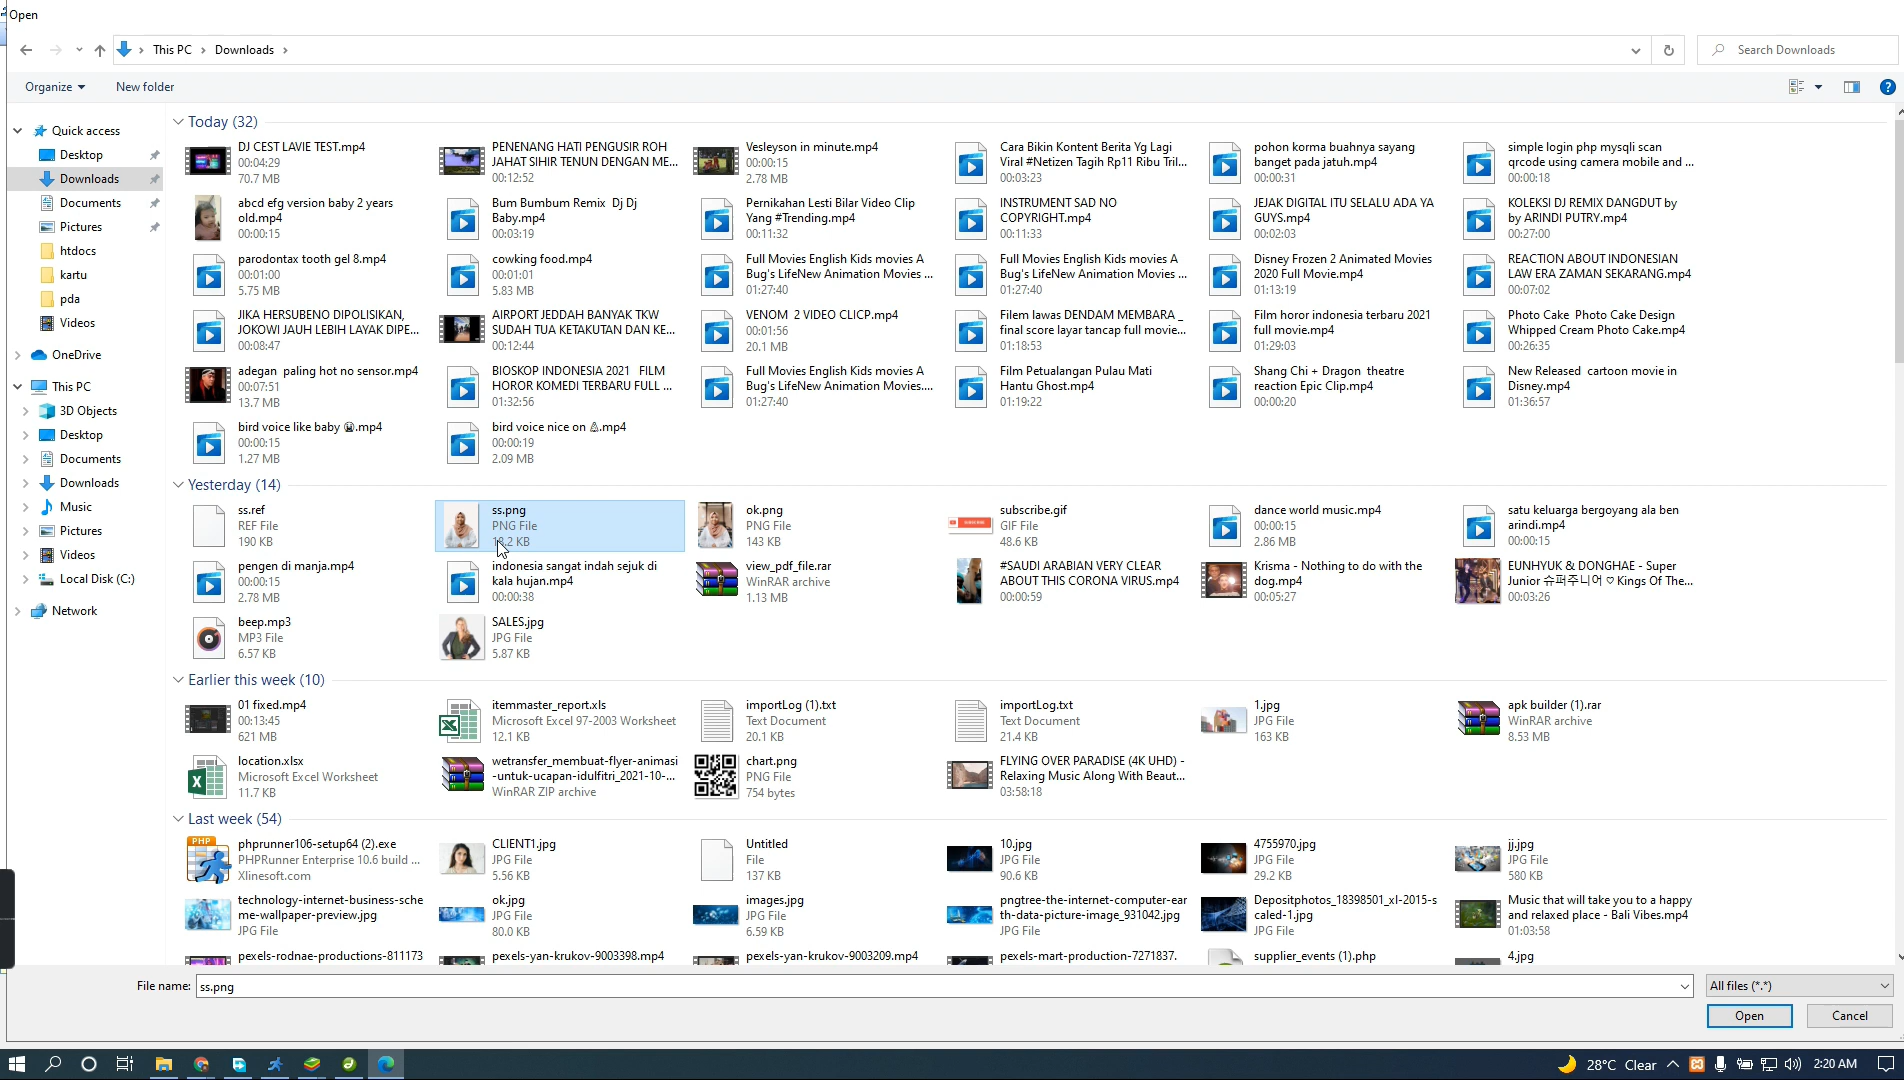 Open
This PC
Downloads
Search Downloads
Organize
New folder
Quick access
Desktop
Downloads
Documents
Pictures
htdocs
kartu
pda
Videos
OneDrive
This PC
3D Objects
Desktop
Documents
Downloads
Music
Pictures
Videos
Local Disk (C:)
Network
Today (32)
DJ CEST LAVIE TEST.mp4
00:04:29
70.7 MB
PENENANG HATI PENGUSIR ROH
JAHAT SIHIR TENUN DENGAN ME...
00:12:52
Vesleyson in minute.mp4
00:00:15
2.78 MB
Cara Bikin Kontent Berita Yg Lagi
Viral #Netizen Tagih Rp11 Ribu Tril...
00:03:23
pohon korma buahnya sayang
banget pada jatuh.mp4
00:00:31
simple login php mysqli scan
qrcode using camera mobile and ...
00:00:18
abcd efg version baby 2 years
old.mp4
00:00:15
Bum Bumbum Remix  Dj Dj
Baby.mp4
00:03:19
Pernikahan Lesti Bilar Video Clip
Yang #Trending.mp4
00:11:32
INSTRUMENT SAD NO
COPYRIGHT.mp4
00:11:33
JEJAK DIGITAL ITU SELALU ADA YA
GUYS.mp4
00:02:03
KOLEKSI DJ REMIX DANGDUT by
by ARINDI PUTRY.mp4
00:27:00
parodontax tooth gel 8.mp4
00:01:00
5.75 MB
cowking food.mp4
00:01:01
5.83 MB
Full Movies English Kids movies A
Bug's LifeNew Animation Movies ...
01:27:40
Full Movies English Kids movies A
Bug's LifeNew Animation Movies ...
01:27:40
Disney Frozen 2 Animated Movies
2020 Full Movie.mp4
01:13:19
REACTION ABOUT INDONESIAN
LAW ERA ZAMAN SEKARANG.mp4
00:07:02
JIKA HERSUBENO DIPOLISIKAN,
JOKOWI JAUH LEBIH LAYAK DIPE...
00:08:47
AIRPORT JEDDAH BANYAK TKW
SUDAH TUA KETAKUTAN DAN KE...
00:12:44
VENOM  2 VIDEO CLICP.mp4
00:01:56
20.1 MB
Filem lawas DENDAM MEMBARA _
final score layar tancap full movie...
01:18:53
Film horor indonesia terbaru 2021
full movie.mp4
01:29:03
Photo Cake  Photo Cake Design
Whipped Cream Photo Cake.mp4
00:26:35
adegan  paling hot no sensor.mp4
00:07:51
13.7 MB
BIOSKOP INDONESIA 2021   FILM
HOROR KOMEDI TERBARU FULL ...
01:32:56
Full Movies English Kids movies A
Bug's LifeNew Animation Movies....
01:27:40
Film Petualangan Pulau Mati
Hantu Ghost.mp4
01:19:22
Shang Chi + Dragon  theatre
reaction Epic Clip.mp4
00:00:20
New Released  cartoon movie in
Disney.mp4
01:36:57
bird voice like baby .mp4
00:00:15
1.27 MB
bird voice nice on .mp4
00:00:19
2.09 MB
Yesterday (14)
ss.ref
REF File
190 KB
ss.png
PNG File
18.2 KB
ok.png
PNG File
143 KB
subscribe.gif
GIF File
48.6 KB
dance world music.mp4
00:00:15
2.86 MB
satu keluarga bergoyang ala ben
arindi.mp4
00:00:15
pengen di manja.mp4
00:00:15
2.78 MB
indonesia sangat indah sejuk di
kala hujan.mp4
00:00:38
view_pdf_file.rar
WinRAR archive
1.13 MB
#SAUDI ARABIAN VERY CLEAR
ABOUT THIS CORONA VIRUS.mp4
00:00:59
Krisma - Nothing to do with the
dog.mp4
00:05:27
EUNHYUK & DONGHAE - Super
Junior 슈퍼주니어 ♡ Kings Of The...
00:03:26
beep.mp3
MP3 File
6.57 KB
SALES.jpg
JPG File
5.87 KB
Earlier this week (10)
01 fixed.mp4
00:13:45
621 MB
itemmaster_report.xls
Microsoft Excel 97-2003 Worksheet
12.1 KB
importLog (1).txt
Text Document
20.1 KB
importLog.txt
Text Document
21.4 KB
1.jpg
JPG File
163 KB
apk builder (1).rar
WinRAR archive
8.53 MB
location.xlsx
Microsoft Excel Worksheet
11.7 KB
wetransfer_membuat-flyer-animasi
-untuk-ucapan-idulfitri_2021-10-...
WinRAR ZIP archive
chart.png
PNG File
754 bytes
FLYING OVER PARADISE (4K UHD) -
Relaxing Music Along With Beaut...
03:58:18
Last week (54)
PHP
phprunner106-setup64 (2).exe
PHPRunner Enterprise 10.6 build ...
Xlinesoft.com
CLIENT1.jpg
JPG File
5.56 KB
Untitled
File
137 KB
10.jpg
JPG File
90.6 KB
4755970.jpg
JPG File
29.2 KB
jj.jpg
JPG File
580 KB
technology-internet-business-sche
me-wallpaper-preview.jpg
JPG File
ok.jpg
JPG File
80.0 KB
images.jpg
JPG File
6.59 KB
pngtree-the-internet-computer-ear
th-data-picture-image_931042.jpg
JPG File
Depositphotos_18398501_xl-2015-s
caled-1.jpg
JPG File
Music that will take you to a happy
and relaxed place - Bali Vibes.mp4
01:03:58
pexels-rodnae-productions-811173
pexels-yan-krukov-9003398.mp4
pexels-yan-krukov-9003209.mp4
pexels-mart-production-7271837.
supplier_events (1).php
4.jpg
File name:
ss.png
All files (*.*)
Open
Cancel
28°C  Clear
2:20 AM